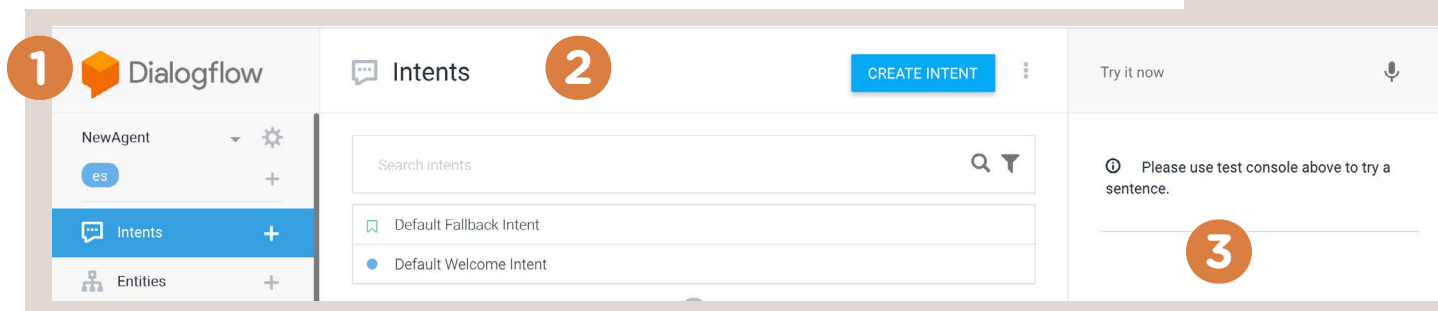 1
Dialogflow
NewAgent
es
Intents
Entities
2
Intents
CREATE INTENT
Search intents
Default Fallback Intent
Default Welcome Intent
Try it now
Please use test console above to try a
sentence.
3